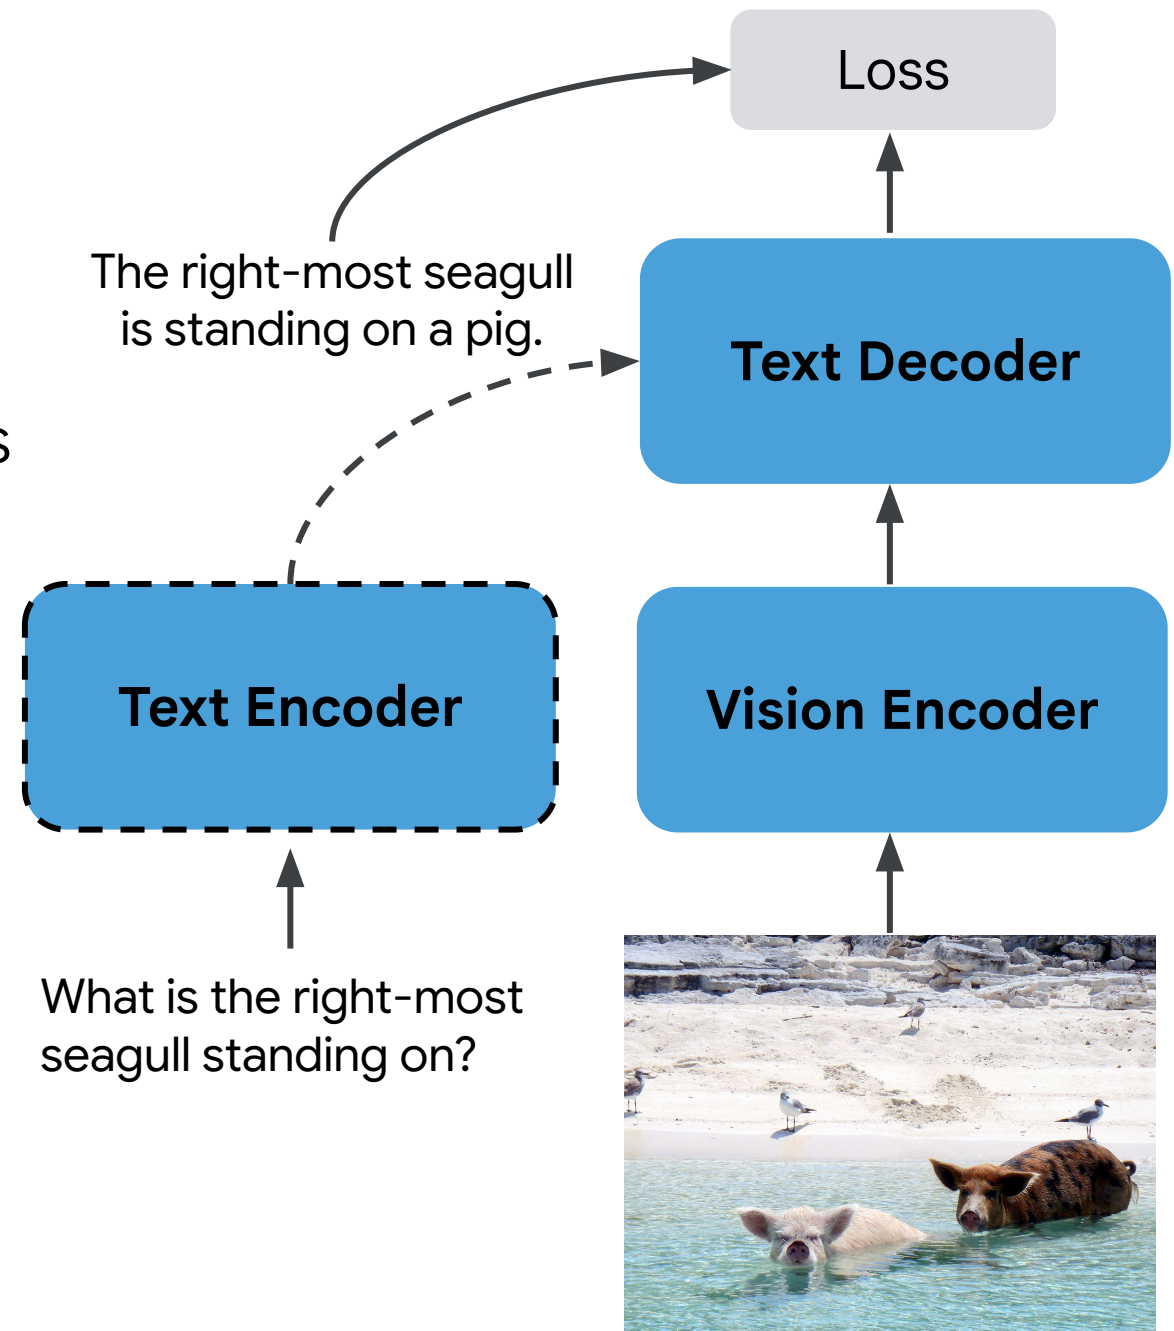 Loss
The right-most seagull
is standing on a pig.
Text Decoder
s
Text Encoder
Vision Encoder
What is the right-most
seagull standing on?